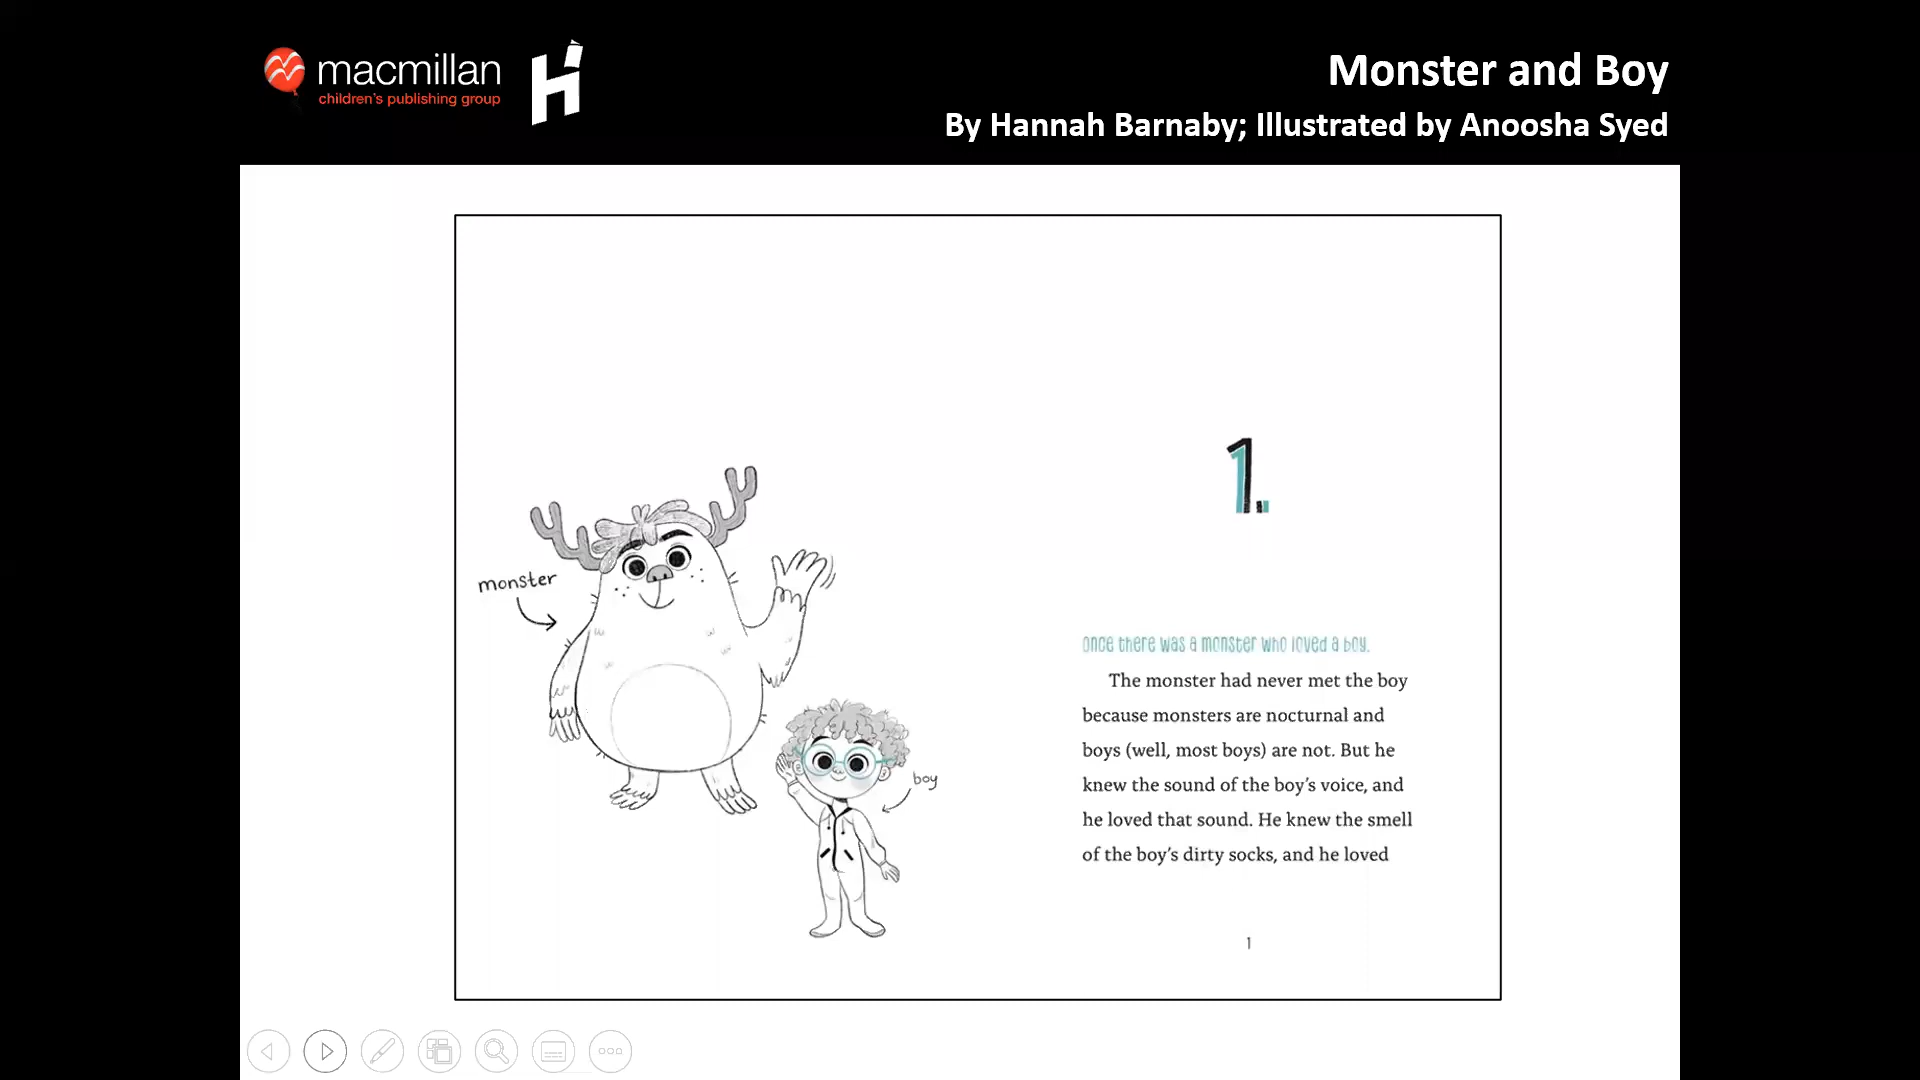 macmillan
children's publishing group
H
Monster and Boy
By Hannah Barnaby; Illustrated by Anoosha Syed
monster
boy
1.
Once there was a monster who loved a boy.
The monster had never met the boy
because monsters are nocturnal and
boys (well, most boys) are not. But he
knew the sound of the boy's voice, and
he loved that sound. He knew the smell
of the boy's dirty socks, and he loved
1